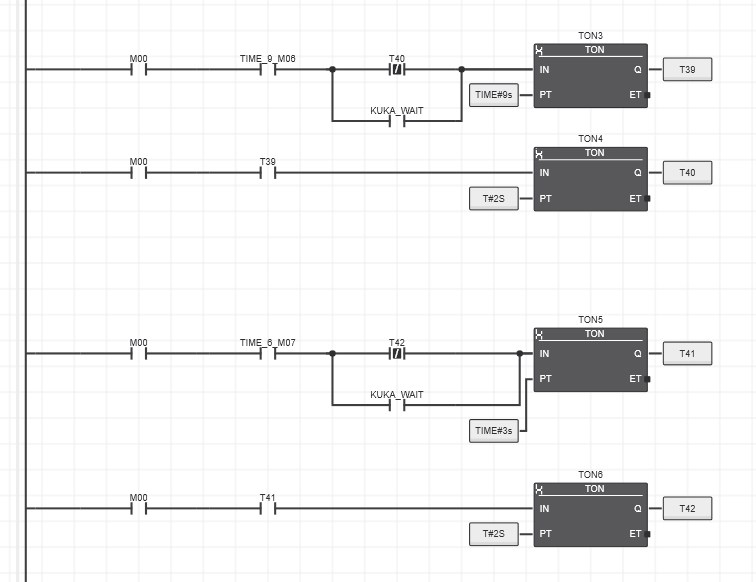 TON3
M00 TIME_9_M06 T40 TON
IN Q T39
TIME#9s PT ET
KUKA_WAIT
TON4
M00 T39 TON
IN Q T40
T#2S PT ET
TON5
M00 TIME_6_M07 T42 TON
IN Q T41
PT ET
KUKA_WAIT
TIME#3s
TON6
M00 T41 TON
IN Q T42
T#2S PT ET